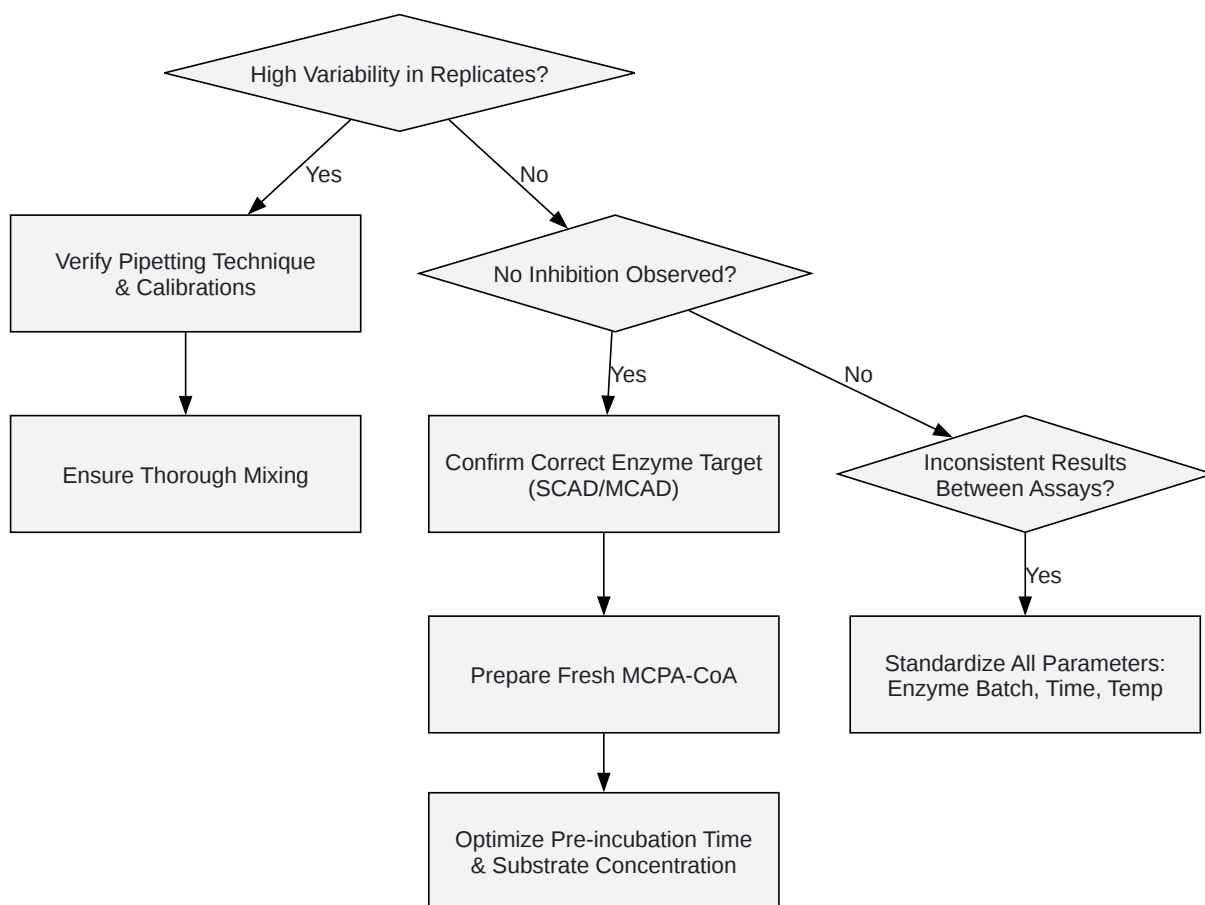 High Variability in Replicates?
Yes
No
Verify Pipetting Technique
& Calibrations
No Inhibition Observed?
Yes
No
Ensure Thorough Mixing
Confirm Correct Enzyme Target
(SCAD/MCAD)
Inconsistent Results
Between Assays?
Yes
Prepare Fresh MCPA-CoA
Standardize All Parameters:
Enzyme Batch, Time, Temp
Optimize Pre-incubation Time
& Substrate Concentration